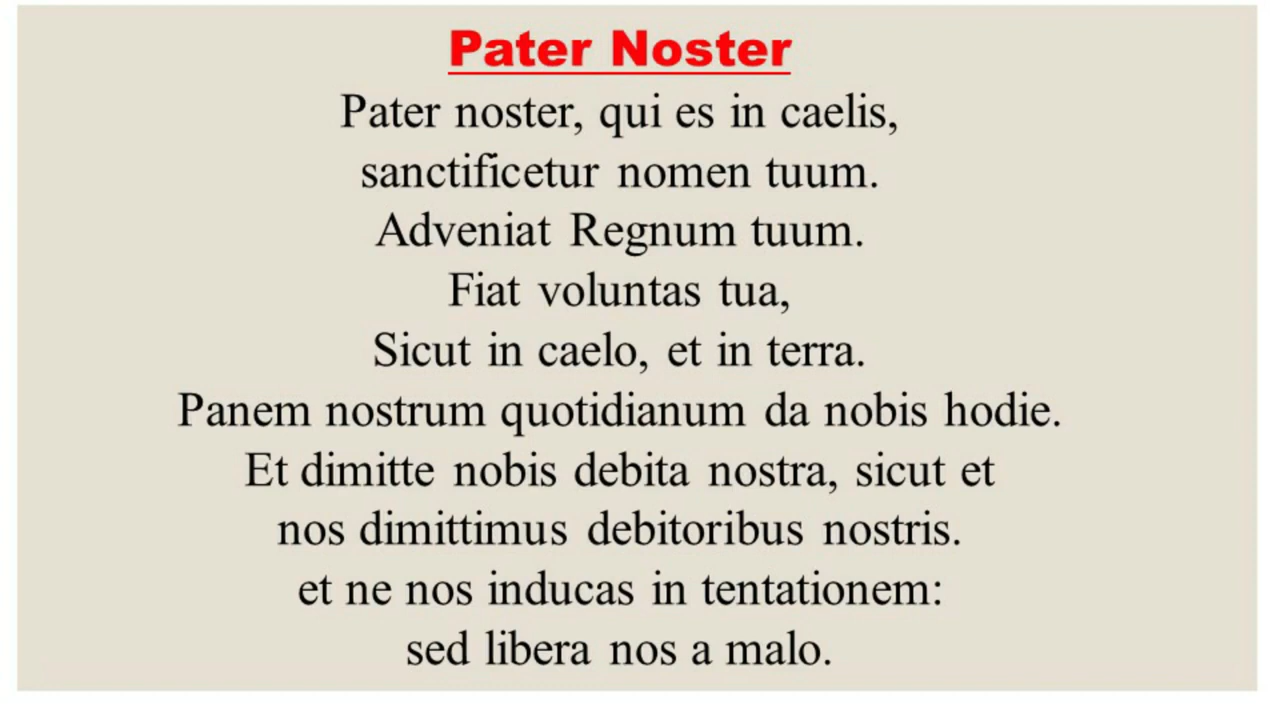 Pater Noster
Pater noster, qui es in caelis,
sanctificetur nomen tuum.
Adveniat Regnum tuum.
Fiat voluntas tua,
Sicut in caelo, et in terra.
Panem nostrum quotidianum da nobis hodie.
Et dimitte nobis debita nostra, sicut et
nos dimittimus debitoribus nostris.
et ne nos inducas in tentationem:
sed libera nos a malo.